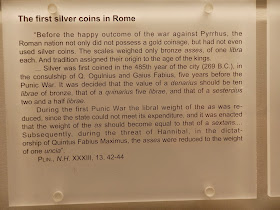 The first silver coins in Rome
"Before the happy outcome of the war against Pyrrhus, the
Roman nation not only did not possess a gold coinage, but had not even
used silver coins. The scales weighed only bronze asses, of one libra
each. And tradition assigned their origin to the age of the kings.
Silver was first coined in the 485th year of the city (269 B.C.), in
the consulship of Q. Ogulnius and Gaius Fabius, five years before the
Punic War. It was decided that the value of a denarius should be ten
librae of bronze, that of a quinarius five librae, and that of a sestersius
two and a half librae.
During the first Punic War the libral weight of the as was re-
duced, since the state could not meet its expenditure, and it was enacted
that the weight of the as should become equal to that of a sextans...
Subsequently, during the threat of Hannibal, in the dictat-
orship of Quintus Fabius Maximus, the asses were reduced to the weight
of one uncia".
PLIN., N.H. XXXIII, 13, 42-44